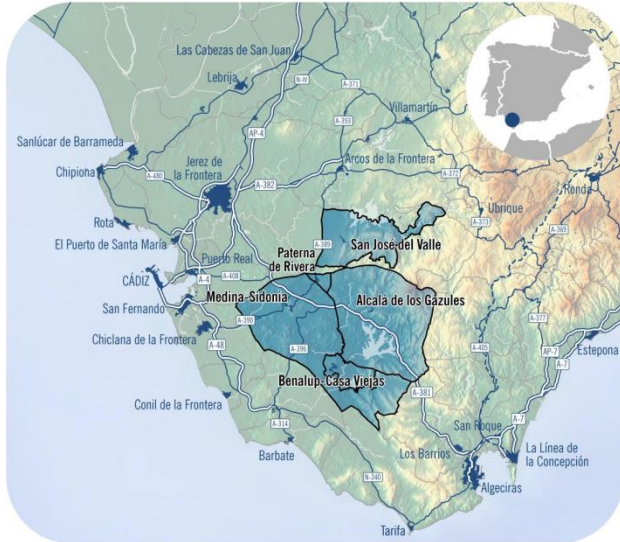 Las Cabezas de San Juan
Lebrija
N-IV
A-371
Villamartín
A-393
AP-4
Sanlúcar de Barrameda
Chipiona
A-480
Jerez de
la Frontera
A-382
Arcos de la Frontera
A-372
Ronda
Ubrique
A-373
A-369
Rota
El Puerto de Santa María
A-389
San José del Valle
Paterna
de Rivera
Puerto Real
A-408
A-4
CÁDIZ
Medina-Sidonia
Alcalá de los Gazules
San Fernando
A-390
Chiclana de la Frontera
A-48
A-396
A-377
Estepona
A-405
AP-7
A-7
Benalup-Casa Viejas
A-381
Conil de la Frontera
A-314
Barbate
San Roque
A-7
Los Barrios
La Línea de
la Concepción
N-340
Algeciras
Tarifa